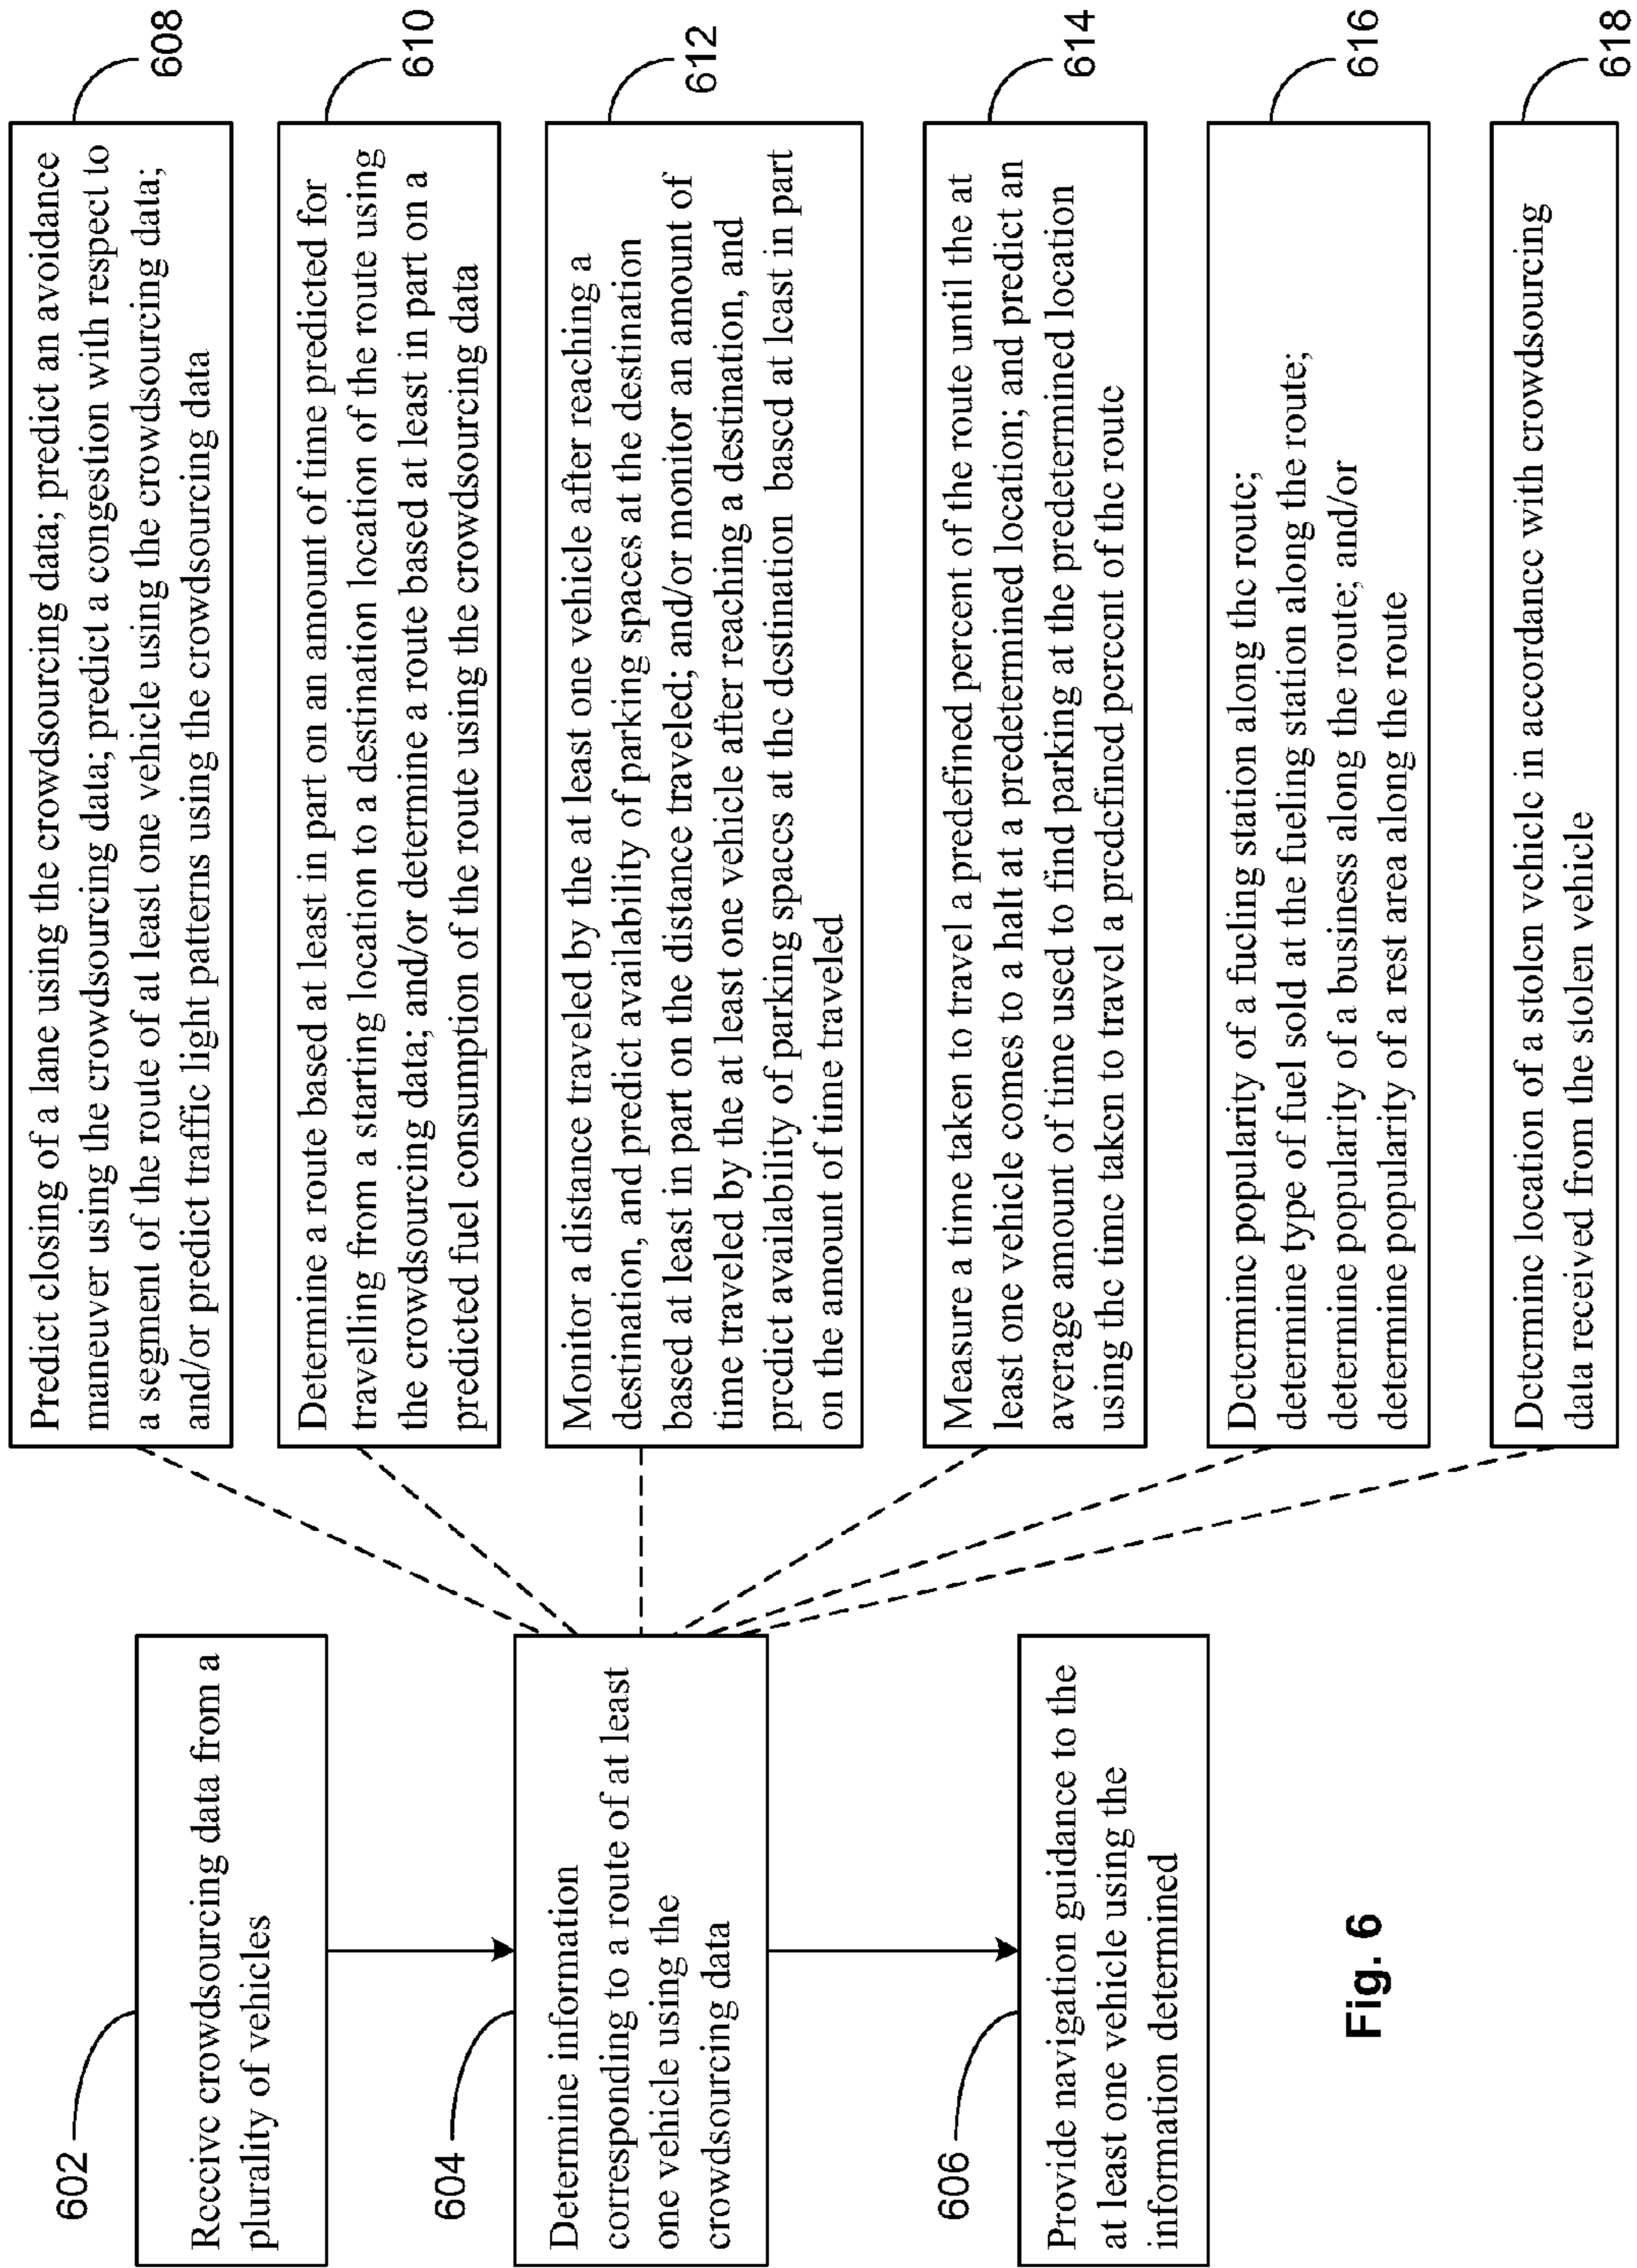 602
Receive crowdsourcing data from a
plurality of vehicles
604
Determine information
corresponding to a route of at least
one vehicle using the
crowdsourcing data
606
Provide navigation guidance to the
at least one vehicle using the
information determined
Predict closing of a lane using the crowdsourcing data; predict an avoidance
maneuver using the crowdsourcing data; predict a congestion with respect to
a segment of the route of at least one vehicle using the crowdsourcing data;
and/or predict traffic light patterns using the crowdsourcing data
608
Determine a route based at least in part on an amount of time predicted for
travelling from a starting location to a destination location of the route using
the crowdsourcing data; and/or determine a route based at least in part on a
predicted fuel consumption of the route using the crowdsourcing data
610
Monitor a distance traveled by the at least one vehicle after reaching a
destination, and predict availability of parking spaces at the destination
based at least in part on the distance traveled; and/or monitor an amount of
time traveled by the at least one vehicle after reaching a destination, and
predict availability of parking spaces at the destination based at least in part
on the amount of time traveled
612
Measure a time taken to travel a predefined percent of the route until the at
least one vehicle comes to a halt at a predetermined location; and predict an
average amount of time used to find parking at the predetermined location
using the time taken to travel a predefined percent of the route
614
Determine popularity of a fueling station along the route;
determine type of fuel sold at the fueling station along the route;
determine popularity of a business along the route; and/or
determine popularity of a rest area along the route
616
Determine location of a stolen vehicle in accordance with crowdsourcing
data received from the stolen vehicle
618
Fig. 6